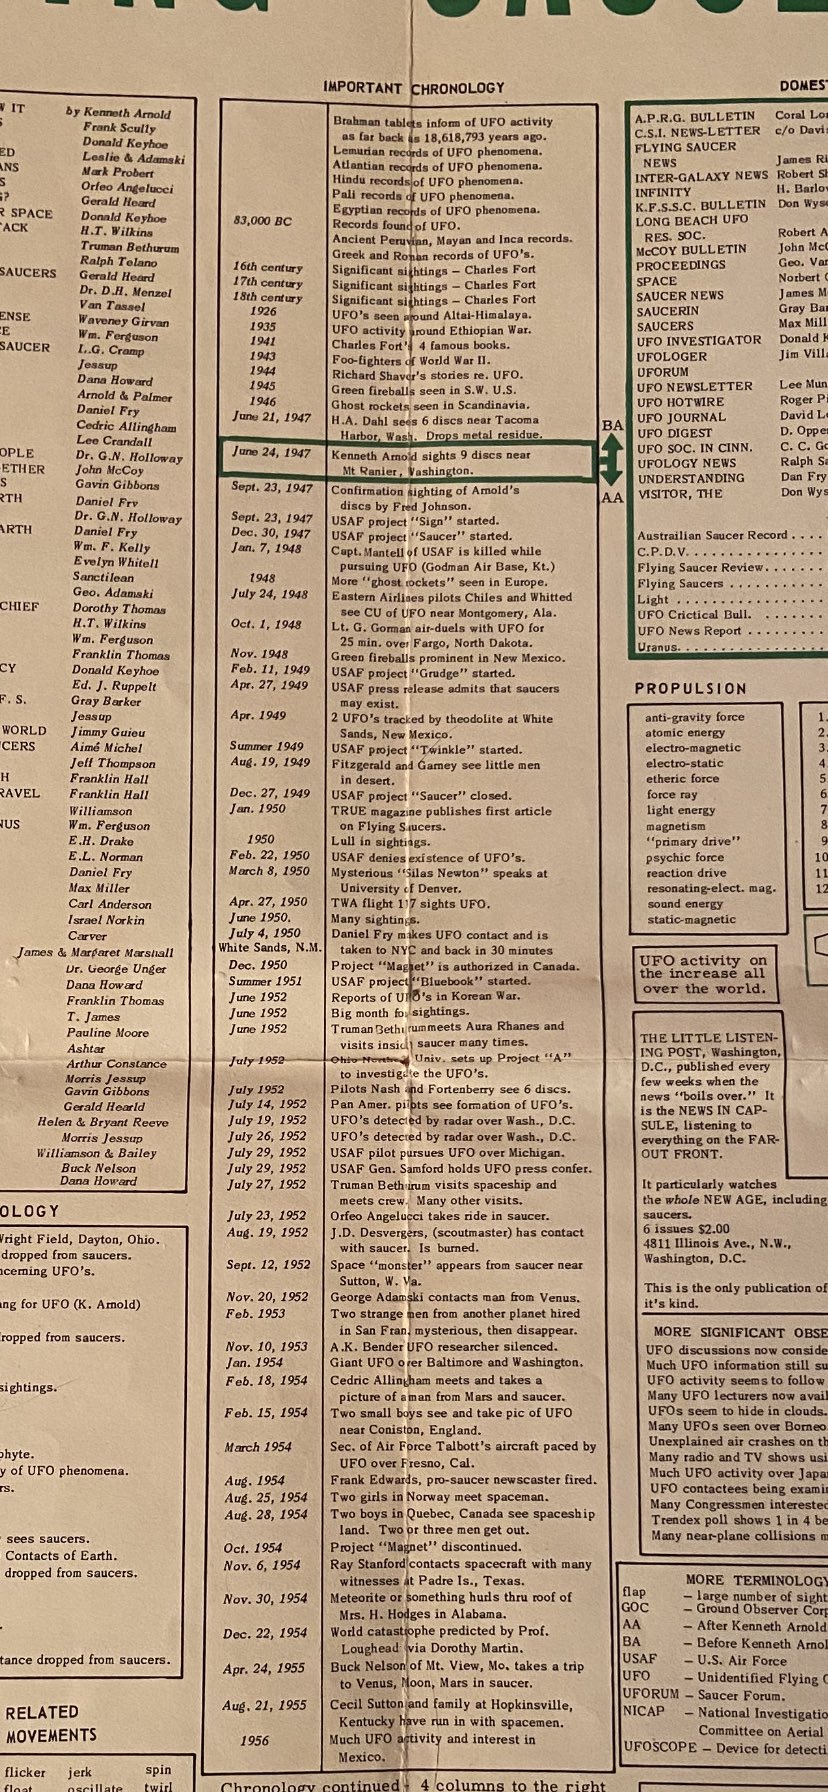 IMPORTANT CHRONOLOGY
DOMEST
W IT by Kenneth Arnold
S Frank Scully
Donald Keyhoe
ED Leslie & Adamski
ANS Mark Probert
S Orfeo Angelucci
G? Gerald Heard
R SPACE Donald Keyhoe
ACK H.T. Wilkins
Truman Bethurum
Ralph Telano
SAUCERS Gerald Heard
Dr. D.H. Menzel
Van Tassel
ENSE Waveney Girvan
E Wm. Ferguson
SAUCER L.G. Cramp
Jessup
Dana Howard
Arnold & Palmer
Daniel Fry
Cedric Allingham
Lee Crandall
OPLE Dr. G.N. Holloway
ETHER John McCoy
S Gavin Gibbons
RTH Daniel Fry
Dr. G.N. Holloway
ARTH Daniel Fry
Wm. F. Kelly
Evelyn Whitell
Sanctilean
Geo. Adamski
CHIEF Dorothy Thomas
H.T. Wilkins
Wm. Ferguson
Franklin Thomas
CY Donald Keyhoe
Ed. J. Ruppelt
F. S. Gray Barker
Jessup
WORLD Jimmy Guieu
CERS Aimé Michel
Jeff Thompson
H Franklin Hall
RAVEL Franklin Hall
Williamson
NUS Wm. Ferguson
E.H. Drake
E.L. Norman
Daniel Fry
Max Miller
Carl Anderson
Israel Norkin
Carver
James & Margaret Marshall
Dr. George Unger
Dana Howard
Franklin Thomas
T. James
Pauline Moore
Ashtar
Arthur Constance
Morris Jessup
Gavin Gibbons
Gerald Hearld
Helen & Bryant Reeve
Morris Jessup
Williamson & Bailey
Buck Nelson
Dana Howard
OLOGY
Wright Field, Dayton, Ohio.
dropped from saucers.
ncerning UFO's.
ang for UFO (K. Arnold)
ropped from saucers.
sightings.
phyte.
y of UFO phenomena.
rs.
sees saucers.
Contacts of Earth.
dropped from saucers.
tance dropped from saucers.
RELATED
MOVEMENTS
flicker jerk spin
float oscillate twirl
Brahman tablets inform of UFO activity
as far back as 18,618,793 years ago.
Lemurian records of UFO phenomena.
Atlantian records of UFO phenomena.
Hindu records of UFO phenomena.
Pali records of UFO phenomena.
Egyptian records of UFO phenomena.
83,000 BC Records found of UFO.
Ancient Peruvian, Mayan and Inca records.
Greek and Roman records of UFO's.
16th century Significant sightings – Charles Fort
17th century Significant sightings – Charles Fort
18th century Significant sightings – Charles Fort
1926 UFO's seen around Altai-Himalaya.
1935 UFO activity around Ethiopian War.
1941 Charles Fort's 4 famous books.
1943 Foo-fighters of World War II.
1944 Richard Shaver's stories re. UFO.
1945 Green fireballs seen in S.W. U.S.
1946 Ghost rockets seen in Scandinavia.
June 21, 1947 H.A. Dahl sees 6 discs near Tacoma
Harbor, Wash. Drops metal residue.
June 24, 1947 Kenneth Arnold sights 9 discs near
Mt Ranier, Washington.
Sept. 23, 1947 Confirmation sighting of Arnold's
discs by Fred Johnson.
Sept. 23, 1947 USAF project "Sign" started.
Dec. 30, 1947 USAF project "Saucer" started.
Jan. 7, 1948 Capt. Mantell of USAF is killed while
pursuing UFO (Godman Air Base, Kt.)
1948 More "ghost rockets" seen in Europe.
July 24, 1948 Eastern Airlines pilots Chiles and Whitted
see CU of UFO near Montgomery, Ala.
Oct. 1, 1948 Lt. G. Gorman air-duels with UFO for
25 min. over Fargo, North Dakota.
Nov. 1948 Green fireballs prominent in New Mexico.
Feb. 11, 1949 USAF project "Grudge" started.
Apr. 27, 1949 USAF press release admits that saucers
may exist.
Apr. 1949 2 UFO's tracked by theodolite at White
Sands, New Mexico.
Summer 1949 USAF project "Twinkle" started.
Aug. 19, 1949 Fitzgerald and Garney see little men
in desert.
Dec. 27, 1949 USAF project "Saucer" closed.
Jan. 1950 TRUE magazine publishes first article
on Flying Saucers.
1950 Lull in sightings.
Feb. 22, 1950 USAF denies existence of UFO's.
March 8, 1950 Mysterious "Silas Newton" speaks at
University of Denver.
Apr. 27, 1950 TWA flight 117 sights UFO.
June 1950. Many sightings.
July 4, 1950 Daniel Fry makes UFO contact and is
White Sands, N.M. taken to NYC and back in 30 minutes
Dec. 1950 Project "Magnet" is authorized in Canada.
Summer 1951 USAF project "Bluebook" started.
June 1952 Reports of UFO's in Korean War.
June 1952 Big month for sightings.
June 1952 Truman Bethurum meets Aura Rhanes and
visits inside saucer many times.
July 1952 Ohio Northern Univ. sets up Project "A"
to investigate the UFO's.
July 1952 Pilots Nash and Fortenberry see 6 discs.
July 14, 1952 Pan Amer. pilots see formation of UFO's.
July 19, 1952 UFO's detected by radar over Wash., D.C.
July 26, 1952 UFO's detected by radar over Wash., D.C.
July 29, 1952 USAF pilot pursues UFO over Michigan.
July 29, 1952 USAF Gen. Samford holds UFO press confer.
July 27, 1952 Truman Bethurum visits spaceship and
meets crew. Many other visits.
July 23, 1952 Orfeo Angelucci takes ride in saucer.
Aug. 19, 1952 J.D. Desvergers, (scoutmaster) has contact
with saucer. Is burned.
Sept. 12, 1952 Space "monster" appears from saucer near
Sutton, W. Va.
Nov. 20, 1952 George Adamski contacts man from Venus.
Feb. 1953 Two strange men from another planet hired
in San Fran. mysterious, then disappear.
Nov. 10, 1953 A.K. Bender UFO researcher silenced.
Jan. 1954 Giant UFO over Baltimore and Washington.
Feb. 18, 1954 Cedric Allingham meets and takes a
picture of a man from Mars and saucer.
Feb. 15, 1954 Two small boys see and take pic of UFO
near Coniston, England.
March 1954 Sec. of Air Force Talbott's aircraft paced by
UFO over Fresno, Cal.
Aug. 1954 Frank Edwards, pro-saucer newscaster fired.
Aug. 25, 1954 Two girls in Norway meet spaceman.
Aug. 28, 1954 Two boys in Quebec, Canada see spaceship
land. Two or three men get out.
Oct. 1954 Project "Magnet" discontinued.
Nov. 6, 1954 Ray Stanford contacts spacecraft with many
witnesses at Padre Is., Texas.
Nov. 30, 1954 Meteorite or something hurls thru roof of
Mrs. H. Hodges in Alabama.
Dec. 22, 1954 World catastrophe predicted by Prof.
Loughead via Dorothy Martin.
Apr. 24, 1955 Buck Nelson of Mt. View, Mo. takes a trip
to Venus, Moon, Mars in saucer.
Aug. 21, 1955 Cecil Sutton and family at Hopkinsville,
Kentucky have run in with spacemen.
1956 Much UFO activity and interest in
Mexico.
Chronology continued - 4 columns to the right
BA
AA
A.P.R.G. BULLETIN Coral Lor
C.S.I. NEWS-LETTER c/o Davi
FLYING SAUCER
NEWS James Ri
INTER-GALAXY NEWS Robert S
INFINITY H. Barlov
K.F.S.S.C. BULLETIN Don Wys
LONG BEACH UFO
RES. SOC. Robert A
McCOY BULLETIN John McC
PROCEEDINGS Geo. Var
SPACE Norbert G
SAUCER NEWS James M
SAUCERIN Gray Bar
SAUCERS Max Mill
UFO INVESTIGATOR Donald K
UFOLOGER Jim Villa
UFORUM
UFO NEWSLETTER Lee Mun
UFO HOTWIRE Roger Pi
UFO JOURNAL David L
UFO DIGEST D. Oppe
UFO SOC. IN CINN. C. C. Go
UFOLOGY NEWS Ralph Sa
UNDERSTANDING Dan Fry
VISITOR, THE Don Wys
Austrailian Saucer Record . . . .
C.P.D.V. . . . . . . . . . . . . . .
Flying Saucer Review. . . . . . .
Flying Saucers . . . . . . . . . .
Light . . . . . . . . . . . . . . . .
UFO Crictical Bull. . . . . . . . .
UFO News Report . . . . . . . .
Uranus. . . . . . . . . . . . . . .
PROPULSION
anti-gravity force 1.
atomic energy 2.
electro-magnetic 3.
electro-static 4.
etheric force 5.
force ray 6
light energy 7
magnetism 8
"primary drive" 9
psychic force 10
reaction drive 11
resonating-elect. mag. 12
sound energy
static-magnetic
UFO activity on
the increase all
over the world.
THE LITTLE LISTEN-
ING POST, Washington,
D.C., published every
few weeks when the
news "boils over." It
is the NEWS IN CAP-
SULE, listening to
everything on the FAR-
OUT FRONT.
It particularly watches
the whole NEW AGE, including
saucers.
6 issues $2.00
4811 Illinois Ave., N.W.,
Washington, D.C.
This is the only publication of
it's kind.
MORE SIGNIFICANT OBSE
UFO discussions now conside
Much UFO information still su
UFO activity seems to follow
Many UFO lecturers now avail
UFOs seem to hide in clouds.
Many UFOs seen over Borneo
Unexplained air crashes on th
Many radio and TV shows usi
Much UFO activity over Japa
UFO contactees being examin
Many Congressmen interested
Trendex poll shows 1 in 4 be
Many near-plane collisions m
MORE TERMINOLOGY
flap – large number of sight
GOC – Ground Observer Corp
AA – After Kenneth Arnold
BA – Before Kenneth Arnol
USAF – U.S. Air Force
UFO – Unidentified Flying O
UFORUM – Saucer Forum.
NICAP – National Investigatio
Committee on Aerial
UFOSCOPE – Device for detecti